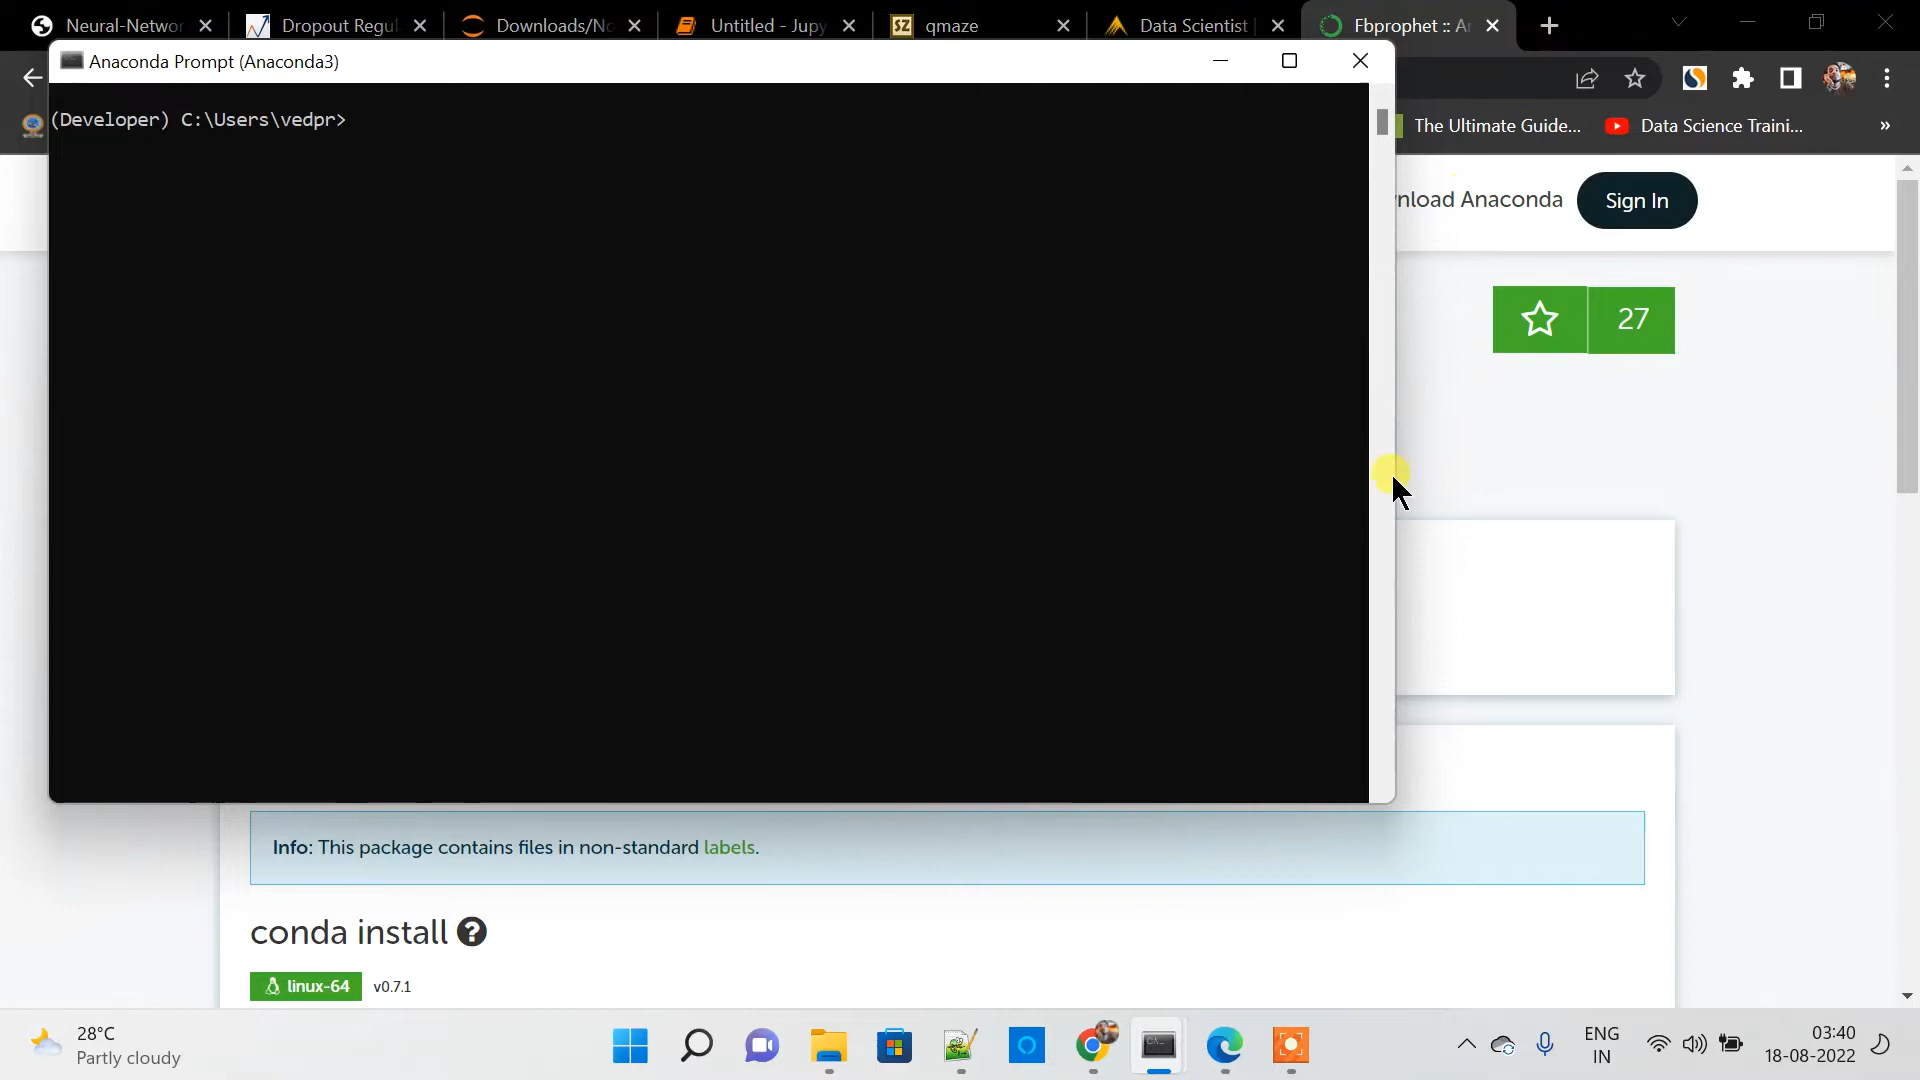 Neural-Networ
Dropout Regul
Downloads/No
Untitled - Jupy
qmaze
Data Scientist
Fbprophet :: An
Anaconda Prompt (Anaconda3)
(Developer) C:\Users\vedpr>
The Ultimate Guide...
Data Science Traini...
»
nload Anaconda
Sign In
27
Info: This package contains files in non-standard labels.
conda install
linux-64 v0.7.1
28°C
Partly cloudy
ENG
IN
03:40
18-08-2022